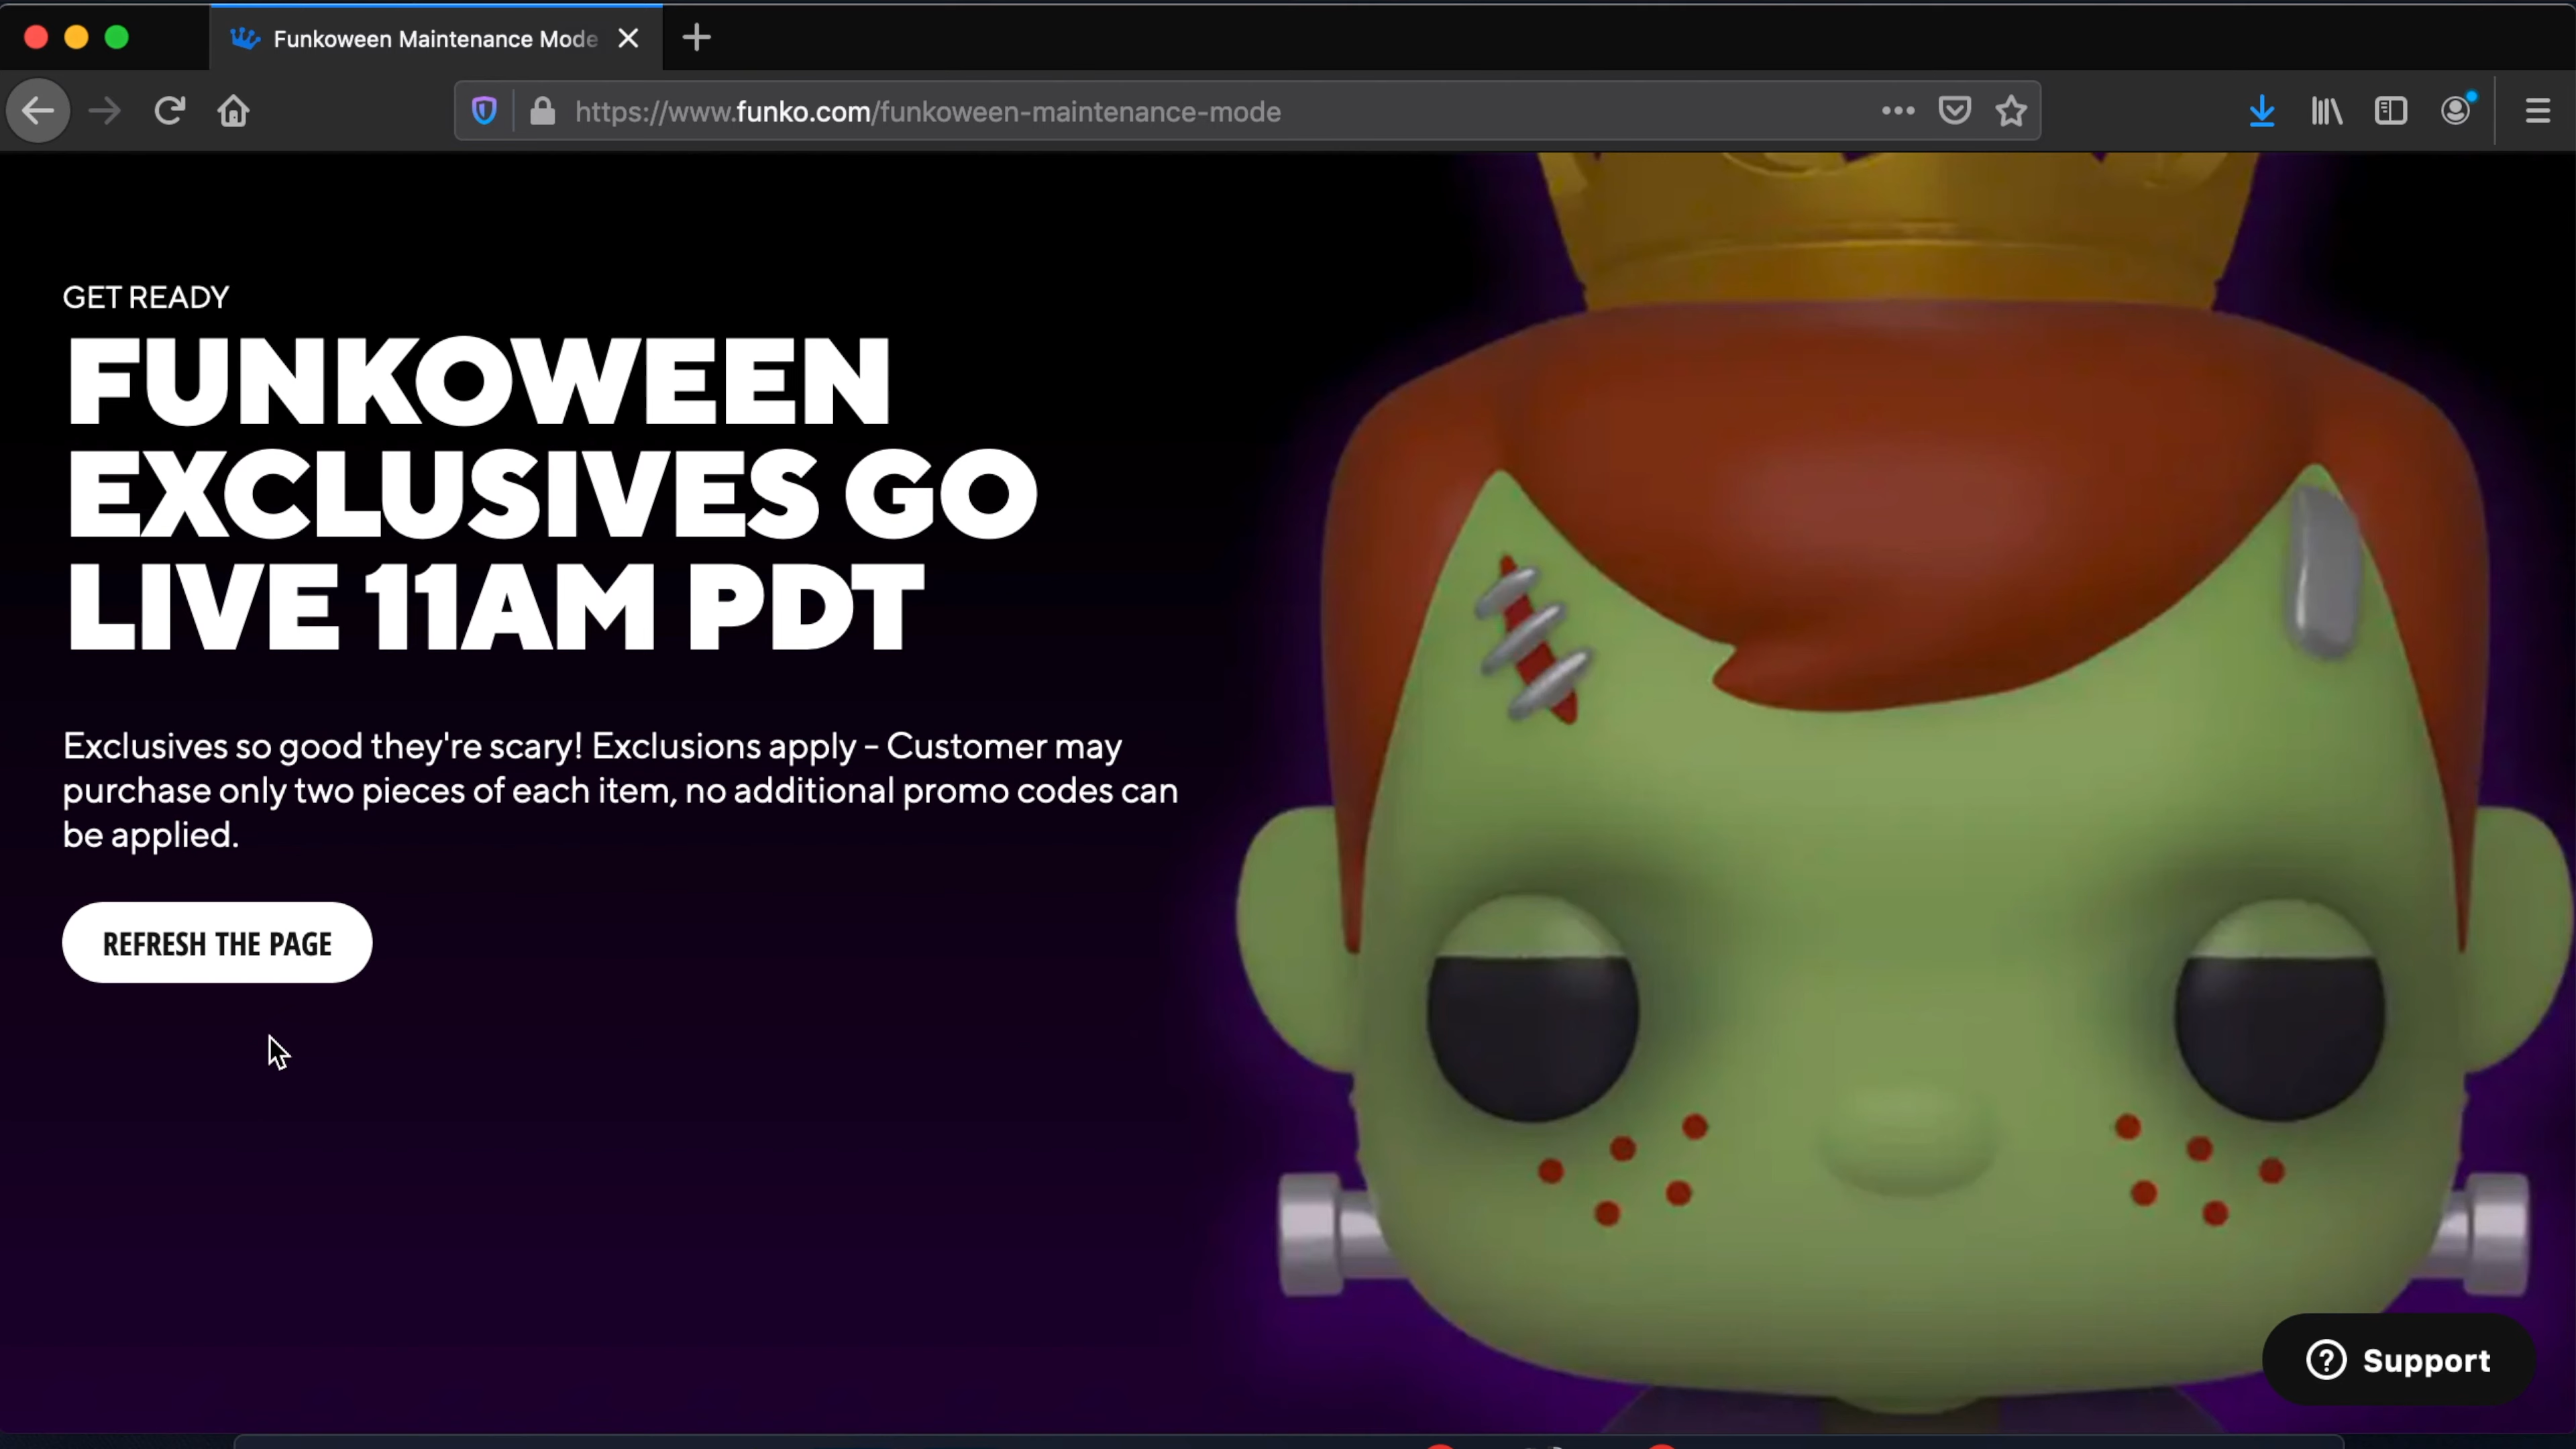 Funkoween Maintenance Mode
https://www.funko.com/funkoween-maintenance-mode
GET READY
FUNKOWEEN
EXCLUSIVES GO
LIVE 11AM PDT
Exclusives so good they're scary! Exclusions apply - Customer may
purchase only two pieces of each item, no additional promo codes can
be applied.
REFRESH THE PAGE
Support